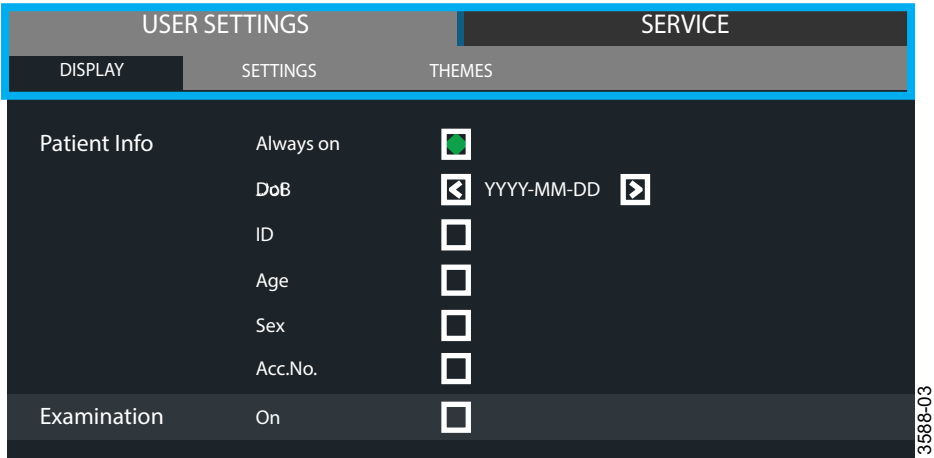 USER SETTINGS SERVICE
DISPLAY SETTINGS THEMES
Patient Info Always on
DoB YYYY-MM-DD
ID
Age
Sex
Acc.No.
Examination On
3588-03